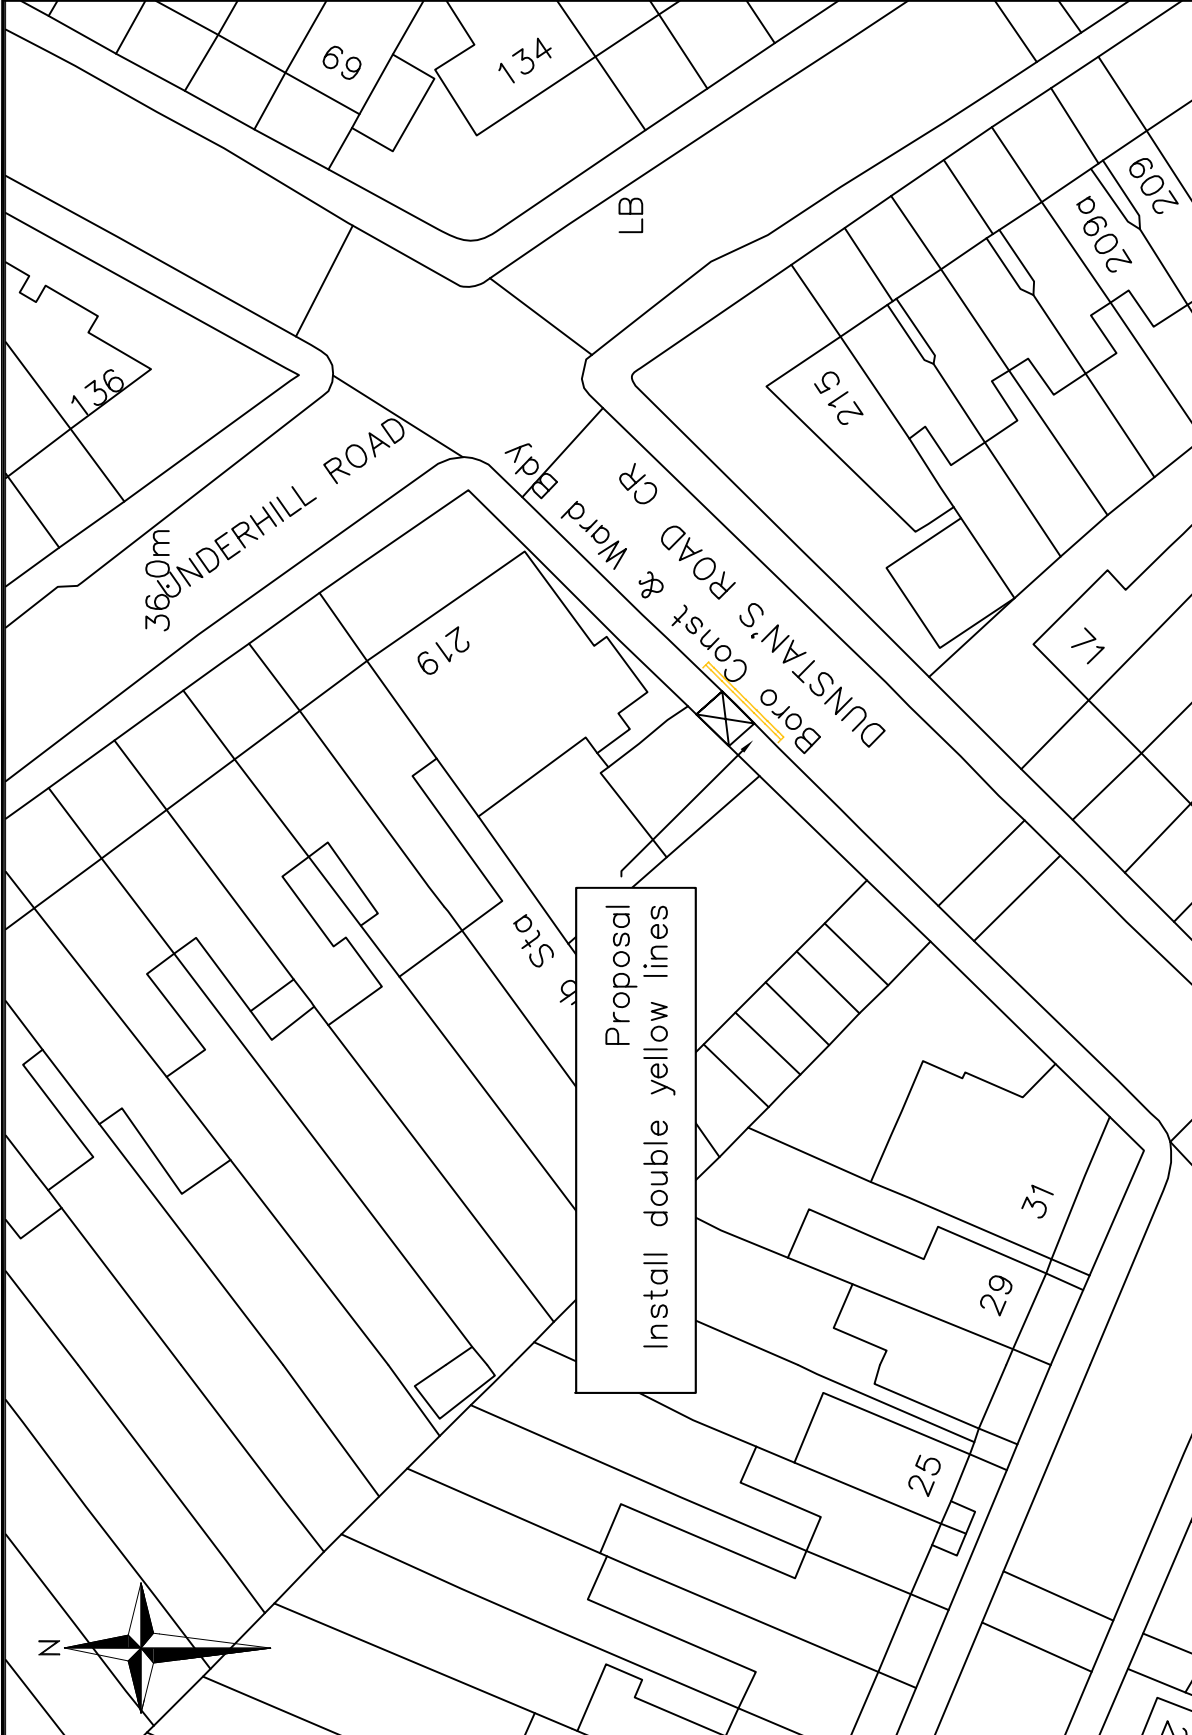 69
134
LB
136
209
209a
215
UNDERHILL ROAD
36.0m
219
Boro Const & Ward Bdy
DUNSTAN'S ROAD CR
71
b Sta
Proposal
Install double yellow lines
31
29
25
N